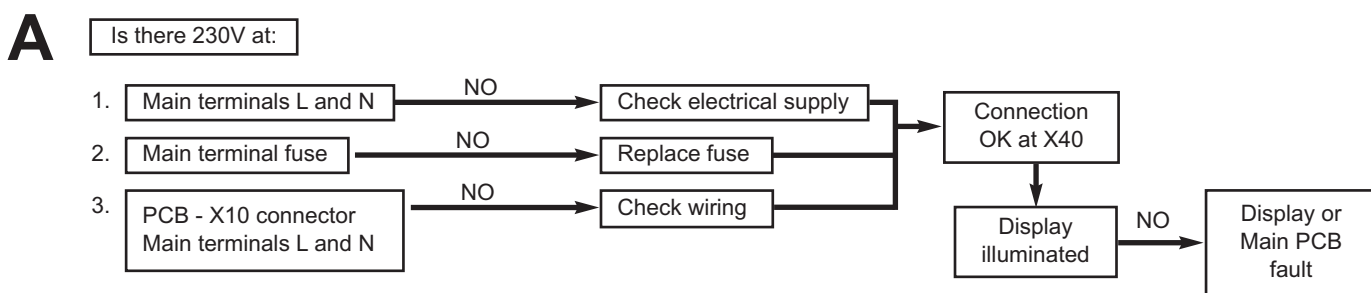 A
Is there 230V at:
1. Main terminals L and N
NO
Check electrical supply
2. Main terminal fuse
NO
Replace fuse
3. PCB - X10 connector
Main terminals L and N
NO
Check wiring
Connection
OK at X40
Display
illuminated
NO
Display or
Main PCB
fault